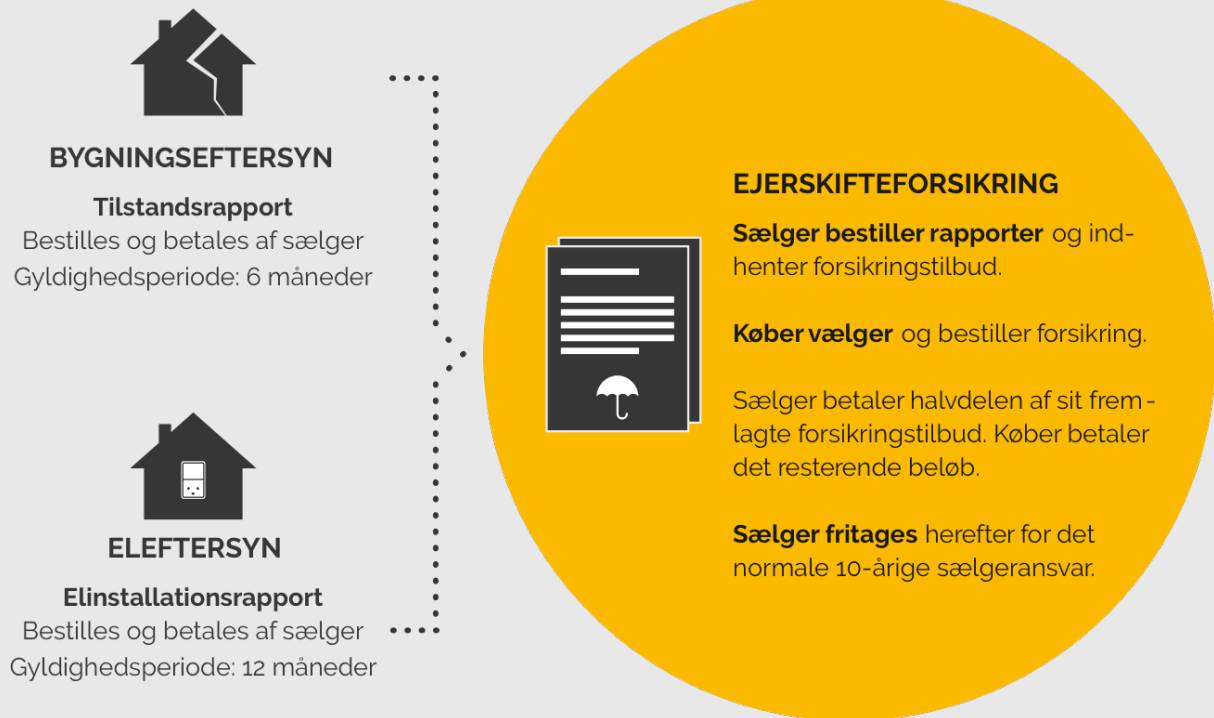 BYGNINGSEFTERSYN
Tilstandsrapport
Bestilles og betales af sælger
Gyldighedsperiode: 6 måneder
ELEFTERSYN
Elinstallationsrapport
Bestilles og betales af sælger
Gyldighedsperiode: 12 måneder
EJERSKIFTEFORSIKRING
Sælger bestiller rapporter og ind-
henter forsikringstilbud.
Køber vælger og bestiller forsikring.
Sælger betaler halvdelen af sit frem-
lagte forsikringstilbud. Køber betaler
det resterende beløb.
Sælger fritages herefter for det
normale 10-årige sælgeransvar.